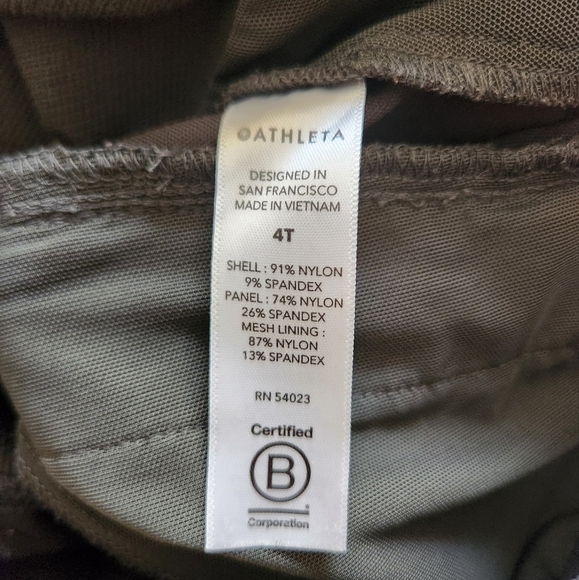 ATHLETA
DESIGNED IN
SAN FRANCISCO
MADE IN VIETNAM
4T
SHELL : 91% NYLON
9% SPANDEX
PANEL : 74% NYLON
26% SPANDEX
MESH LINING :
87% NYLON
13% SPANDEX
RN 54023
Certified
B
Corporation